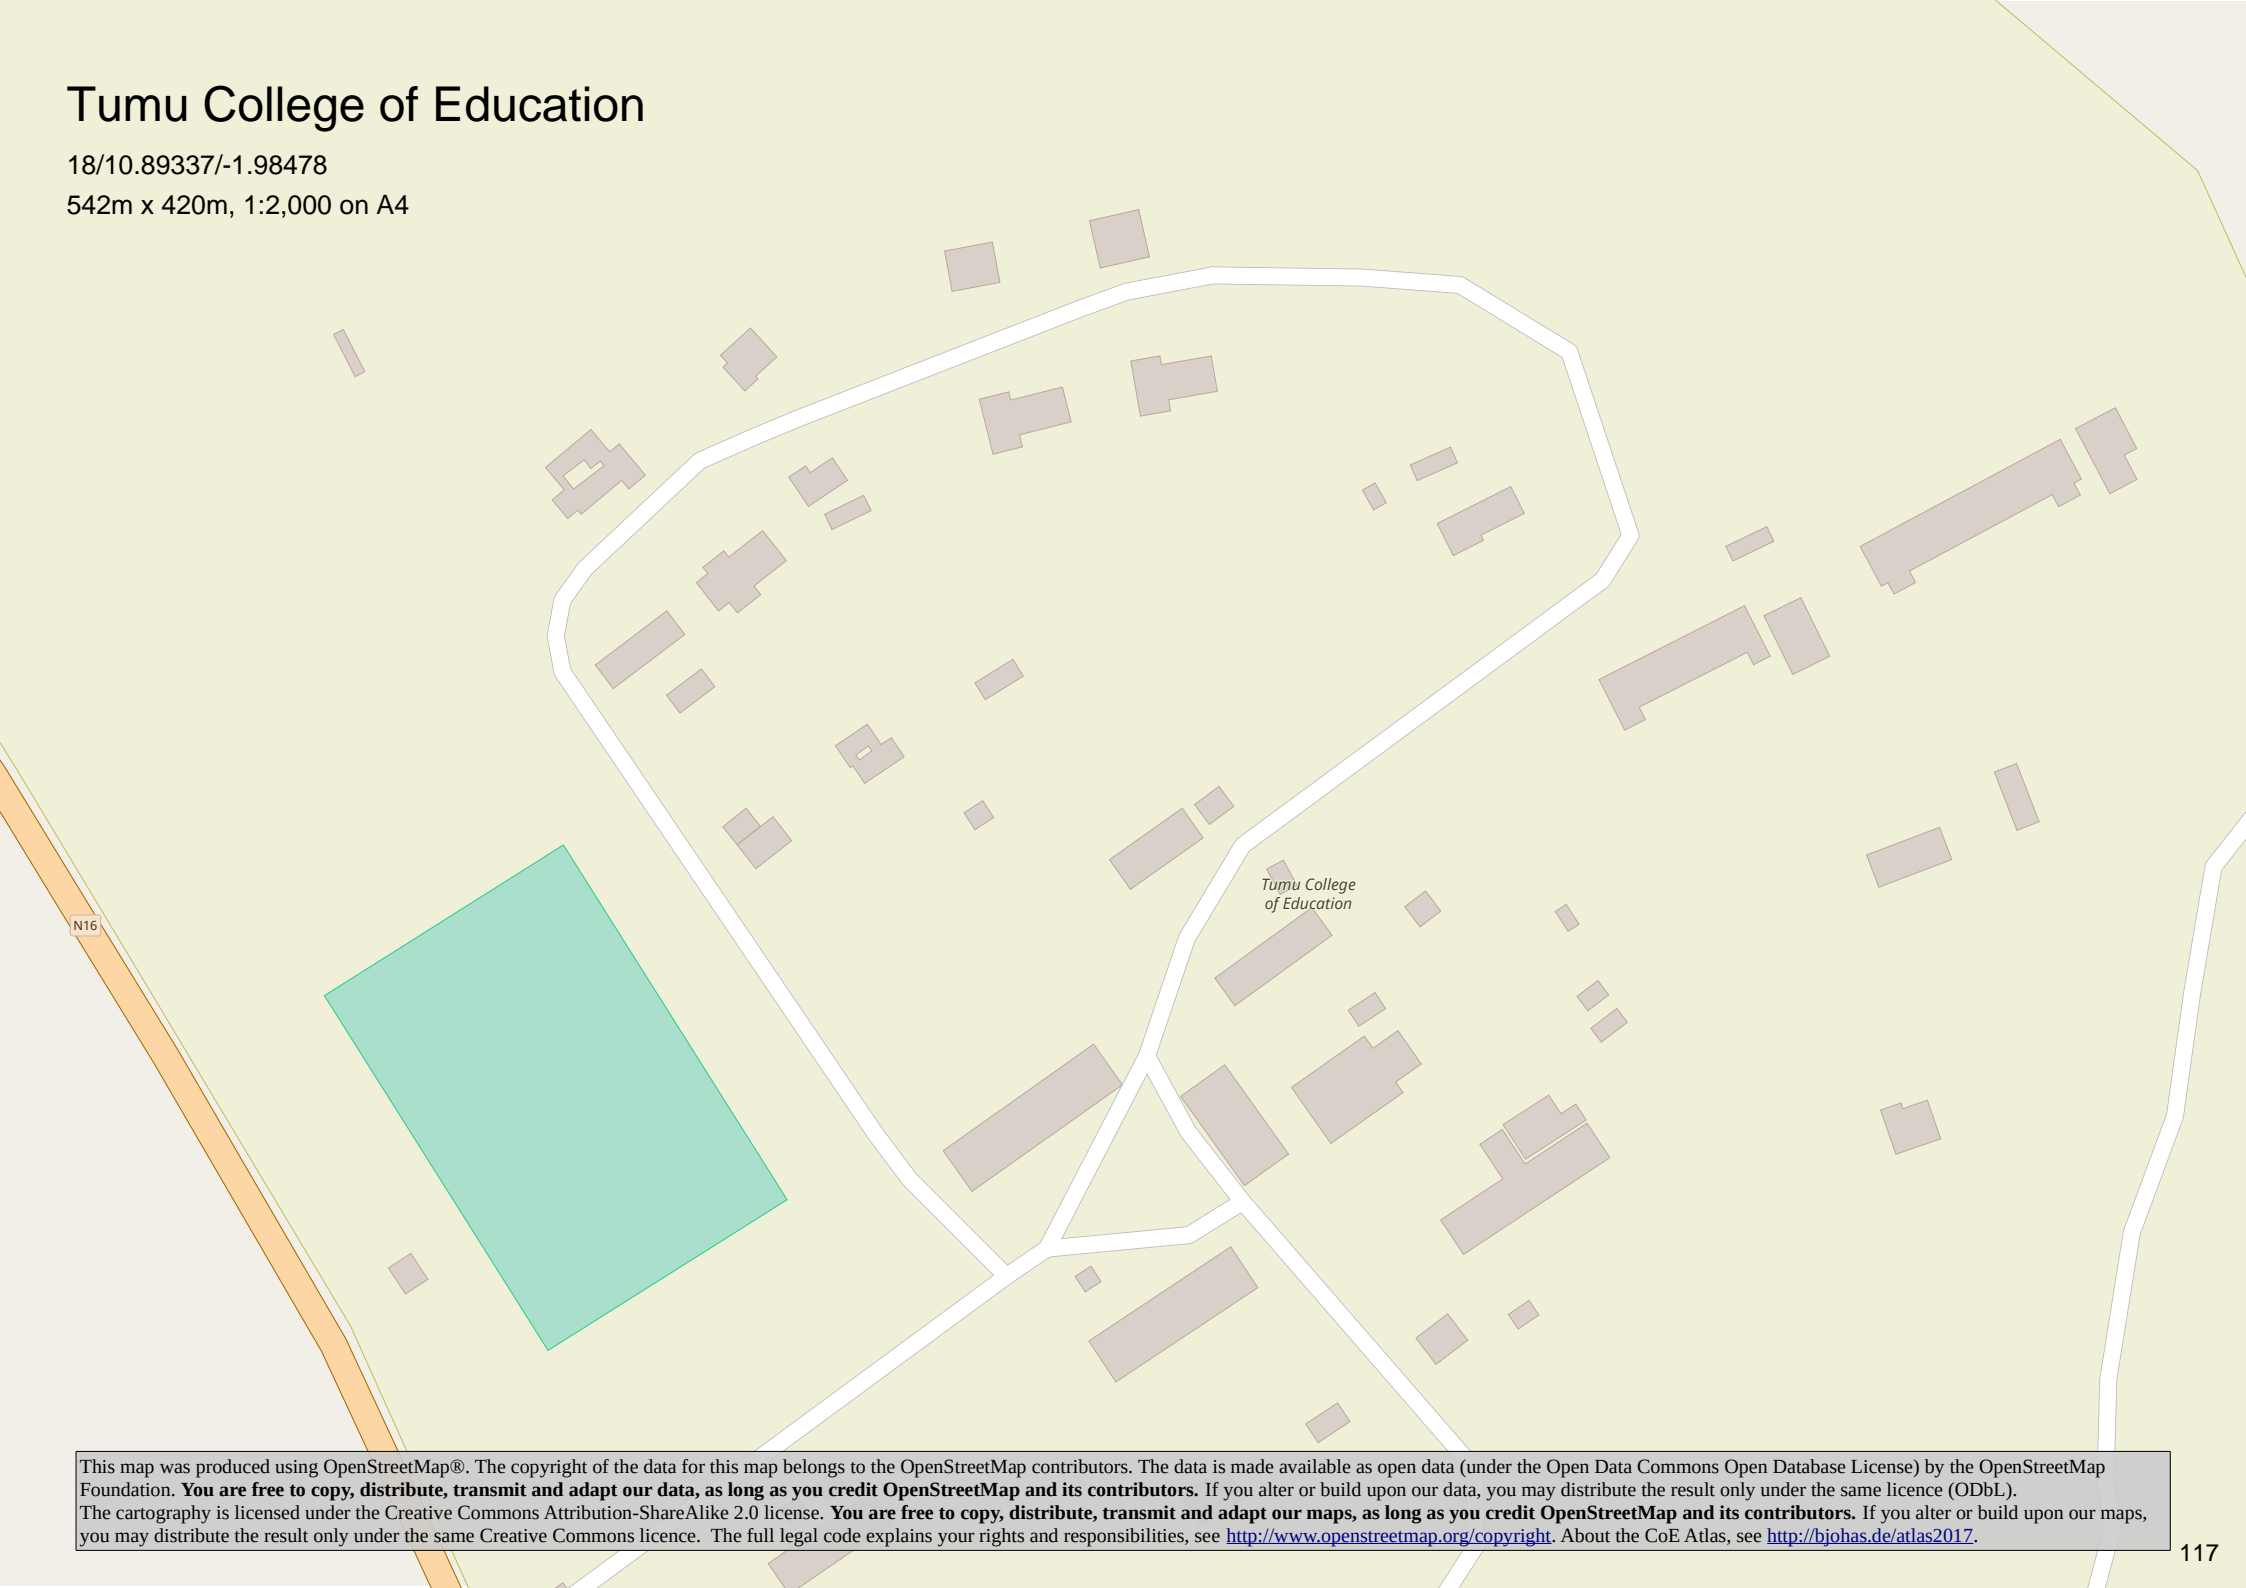 Tumu College of Education
18/10.89337/-1.98478
542m x 420m, 1:2,000 on A4
Tumu College
of Education
N16
This map was produced using OpenStreetMap®. The copyright of the data for this map belongs to the OpenStreetMap contributors. The data is made available as open data (under the Open Data Commons Open Database License) by the OpenStreetMap
Foundation. You are free to copy, distribute, transmit and adapt our data, as long as you credit OpenStreetMap and its contributors. If you alter or build upon our data, you may distribute the result only under the same licence (ODbL).
The cartography is licensed under the Creative Commons Attribution-ShareAlike 2.0 license. You are free to copy, distribute, transmit and adapt our maps, as long as you credit OpenStreetMap and its contributors. If you alter or build upon our maps,
you may distribute the result only under the same Creative Commons licence.  The full legal code explains your rights and responsibilities, see http://www.openstreetmap.org/copyright. About the CoE Atlas, see http://bjohas.de/atlas2017.
117